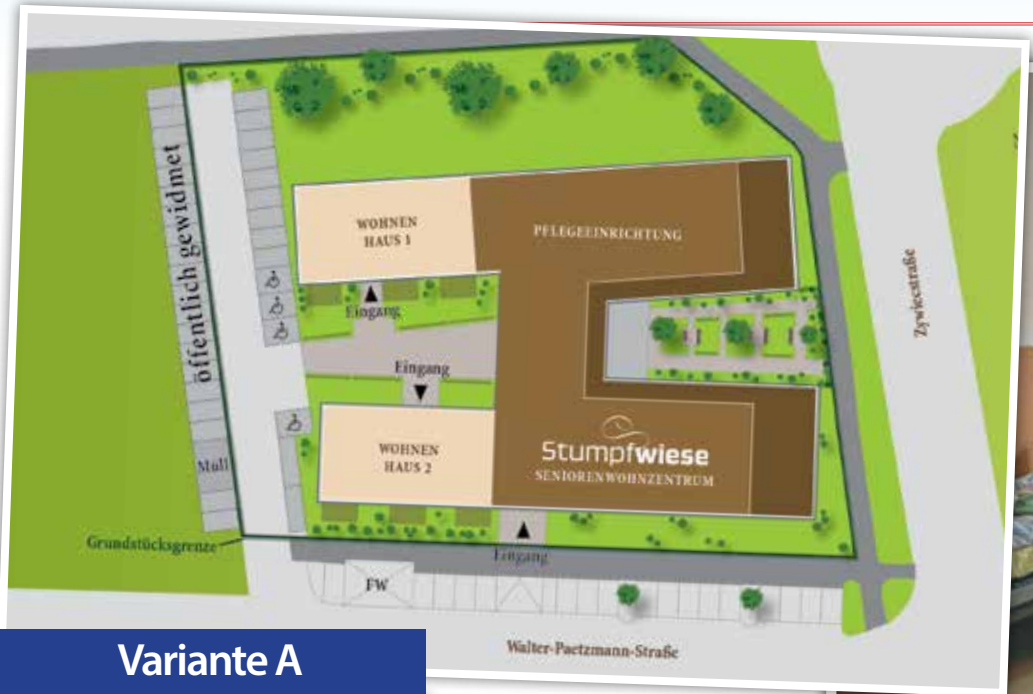 öffentlich gewidmet
WOHNEN
HAUS 1
PFLEGEEINRICHTUNG
Eingang
Zywiecstraße
Eingang
WOHNEN
HAUS 2
Stumpfwiese
SENIORENWOHNZENTRUM
Müll
Grundstücksgrenze
Eingang
FW
Walter-Paetzmann-Straße
Variante A